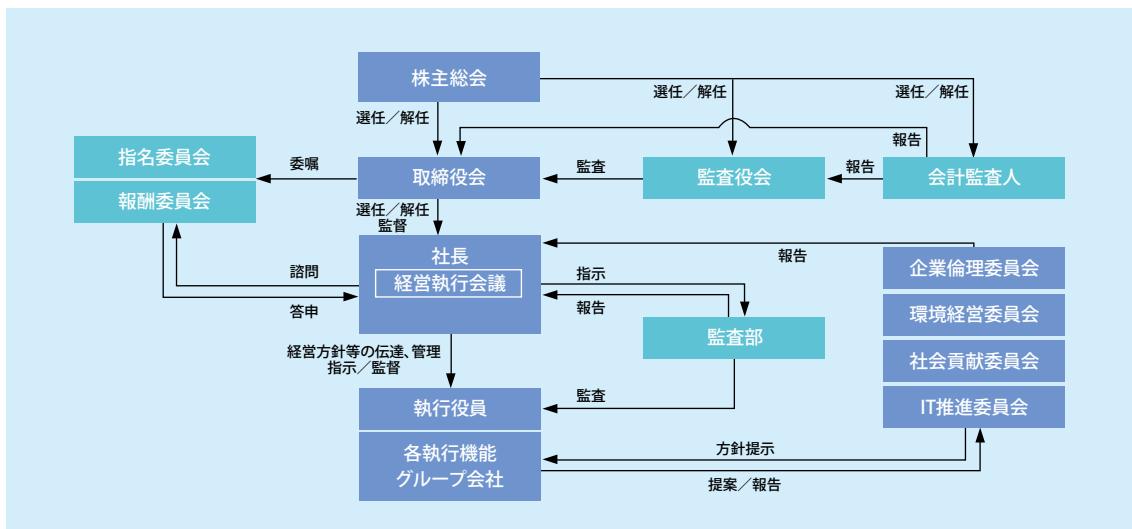 株主総会
選任／解任
選任／解任
選任／解任
指名委員会
報酬委員会
委嘱
取締役会
監査
監査役会
報告
報告
会計監査人
選任／解任
監督
社長
経営執行会議
諮問
答申
指示
報告
報告
監査部
企業倫理委員会
環境経営委員会
社会貢献委員会
IT推進委員会
経営方針等の伝達、管理
指示／監督
執行役員
監査
各執行機能
グループ会社
方針提示
提案／報告